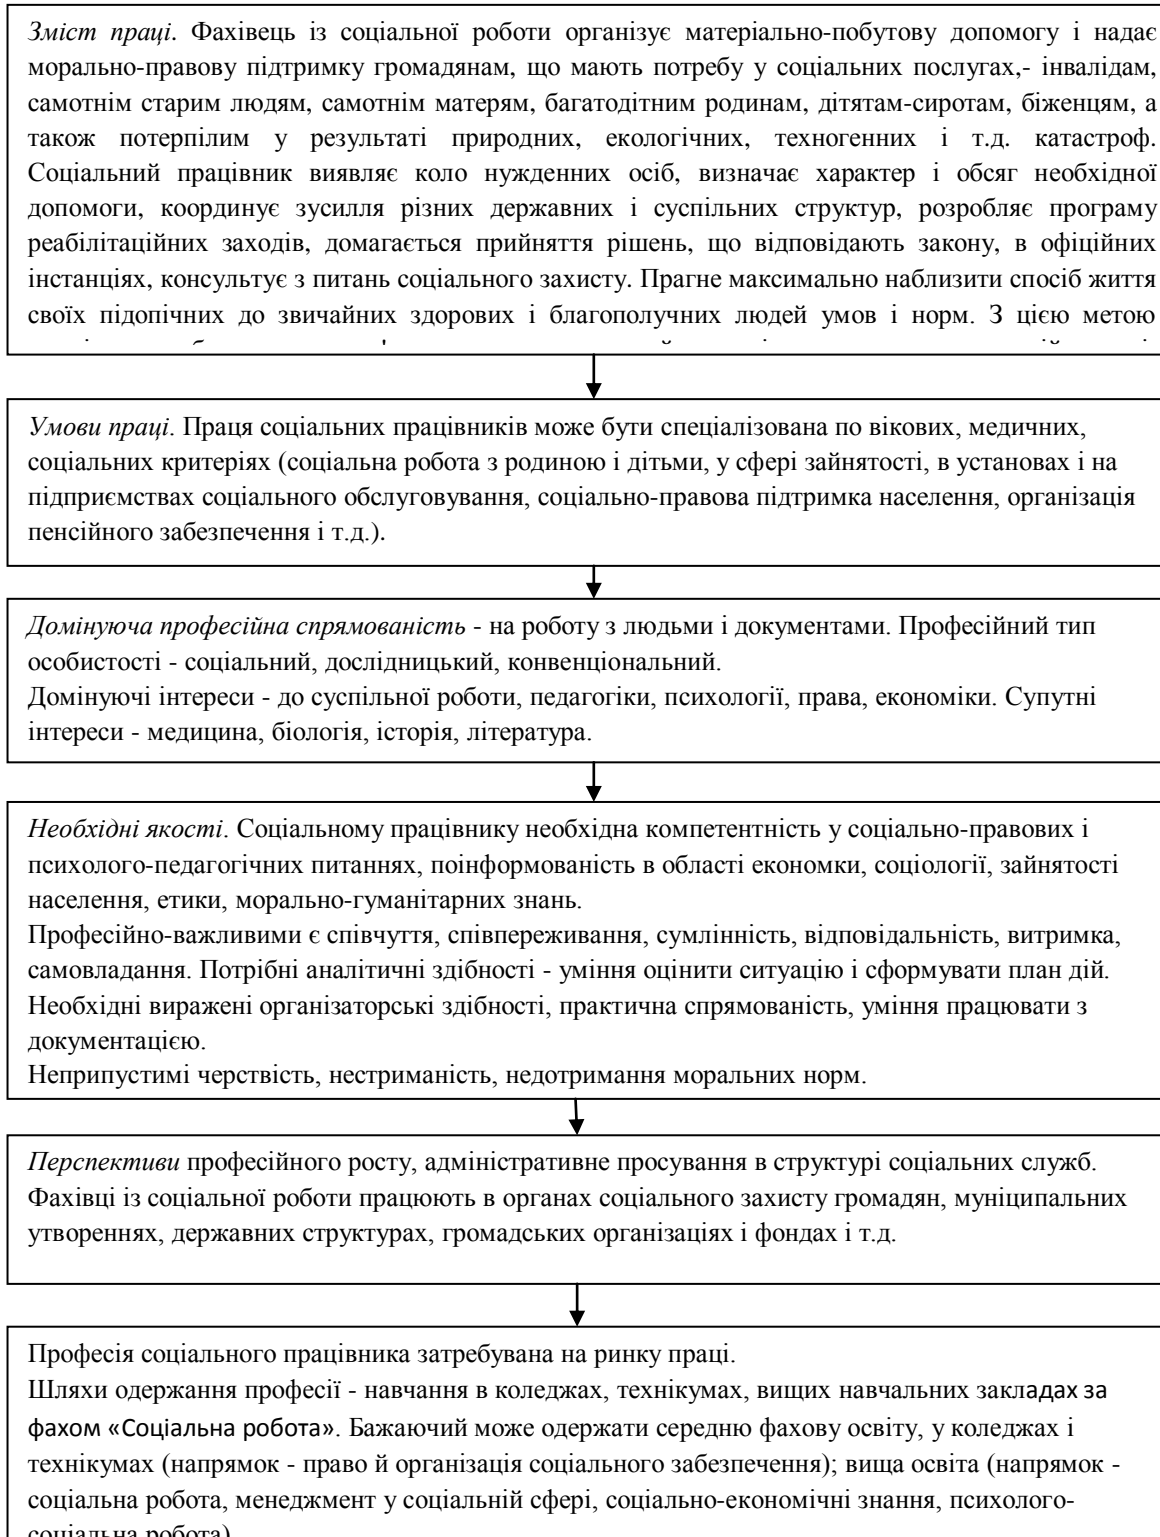 Зміст праці. Фахівець із соціальної роботи організує матеріально-побутову допомогу і надає
морально-правову підтримку громадянам, що мають потребу у соціальних послугах,- інвалідам,
самотнім старим людям, самотнім матерям, багатодітним родинам, дітятам-сиротам, біженцям, а
також потерпілим у результаті природних, екологічних, техногенних і т.д. катастроф.
Соціальний працівник виявляє коло нужденних осіб, визначає характер і обсяг необхідної
допомоги, координує зусилля різних державних і суспільних структур, розробляє програму
реабілітаційних заходів, домагається прийняття рішень, що відповідають закону, в офіційних
інстанціях, консультує з питань соціального захисту. Прагне максимально наблизити спосіб життя
своїх підопічних до звичайних здорових і благополучних людей умов і норм. З цією метою
Умови праці. Праця соціальних працівників може бути спеціалізована по вікових, медичних,
соціальних критеріях (соціальна робота з родиною і дітьми, у сфері зайнятості, в установах і на
підприємствах соціального обслуговування, соціально-правова підтримка населення, організація
пенсійного забезпечення і т.д.).
Домінуюча професійна спрямованість - на роботу з людьми і документами. Професійний тип
особистості - соціальний, дослідницький, конвенціональний.
Домінуючі інтереси - до суспільної роботи, педагогіки, психології, права, економіки. Супутні
інтереси - медицина, біологія, історія, література.
Необхідні якості. Соціальному працівнику необхідна компетентність у соціально-правових і
психолого-педагогічних питаннях, поінформованість в області економки, соціології, зайнятості
населення, етики, морально-гуманітарних знань.
Професійно-важливими є співчуття, співпереживання, сумлінність, відповідальність, витримка,
самовладання. Потрібні аналітичні здібності - уміння оцінити ситуацію і сформувати план дій.
Необхідні виражені організаторські здібності, практична спрямованість, уміння працювати з
документацією.
Неприпустимі черствість, нестриманість, недотримання моральних норм.
Перспективи професійного росту, адміністративне просування в структурі соціальних служб.
Фахівці із соціальної роботи працюють в органах соціального захисту громадян, муніципальних
утвореннях, державних структурах, громадських організаціях і фондах і т.д.
Професія соціального працівника затребувана на ринку праці.
Шляхи одержання професії - навчання в коледжах, технікумах, вищих навчальних закладах за
фахом «Соціальна робота». Бажаючий може одержати середню фахову освіту, у коледжах і
технікумах (напрямок - право й організація соціального забезпечення); вища освіта (напрямок -
соціальна робота, менеджмент у соціальній сфері, соціально-економічні знання, психолого-
соціальна робота)